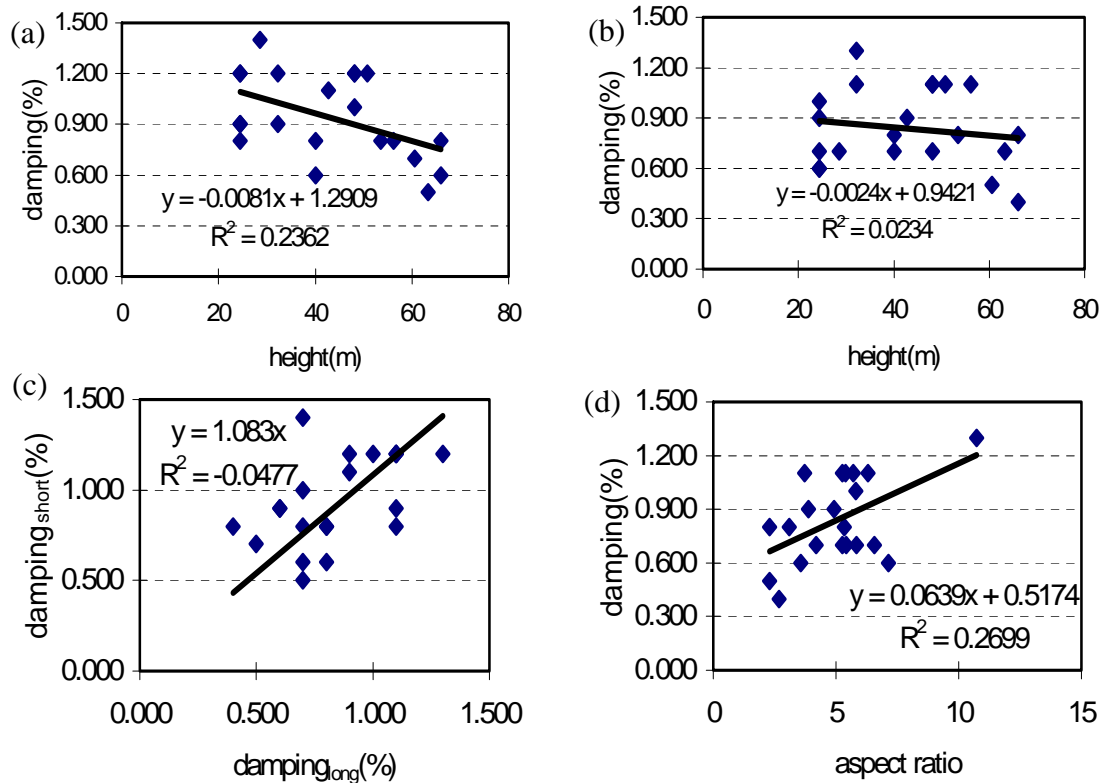 (a)
1.500
1.200
0.900
0.600
0.300
0.000
damping(%)
y = -0.0081x + 1.2909
R² = 0.2362
0 20 40 60 80
height(m)
(b)
1.500
1.200
0.900
0.600
0.300
0.000
damping(%)
y = -0.0024x + 0.9421
R² = 0.0234
0 20 40 60 80
height(m)
(c)
1.500
1.000
0.500
0.000
damping short(%)
y = 1.083x
R² = -0.0477
0.000 0.500 1.000 1.500
damping long(%)
(d)
1.500
1.200
0.900
0.600
0.300
0.000
damping(%)
y = 0.0639x + 0.5174
R² = 0.2699
0 5 10 15
aspect ratio